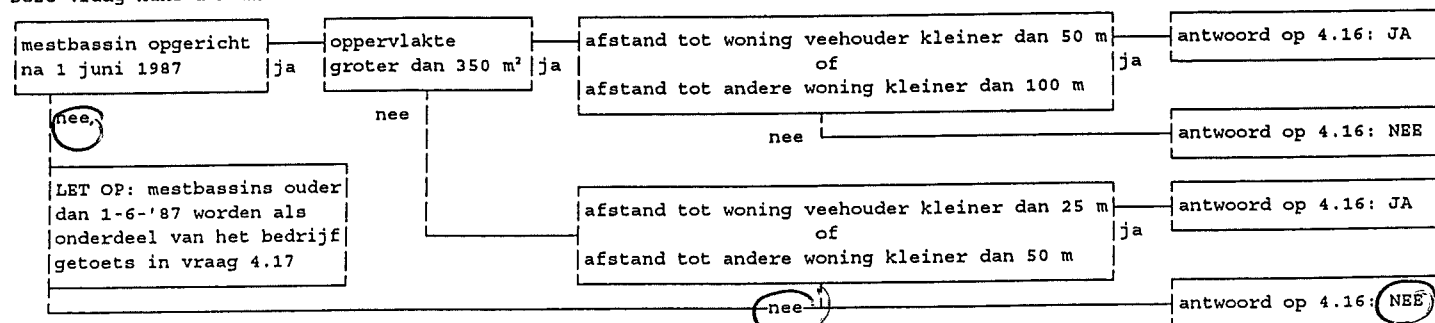 mestbassin opgericht
na 1 juni 1987
ja
oppervlakte
groter dan 350 m²
ja
afstand tot woning veehouder kleiner dan 50 m
of
afstand tot andere woning kleiner dan 100 m
ja
antwoord op 4.16: JA
nee
nee
nee
antwoord op 4.16: NEE
LET OP: mestbassins ouder
dan 1-6-'87 worden als
onderdeel van het bedrijf
getoets in vraag 4.17
afstand tot woning veehouder kleiner dan 25 m
of
afstand tot andere woning kleiner dan 50 m
ja
antwoord op 4.16: JA
nee
antwoord op 4.16: NEE